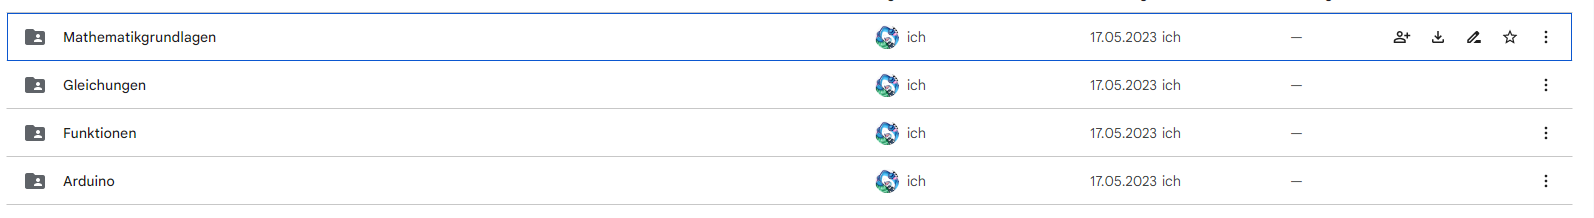 Mathematikgrundlagen ich 17.05.2023 ich —
Gleichungen ich 17.05.2023 ich —
Funktionen ich 17.05.2023 ich —
Arduino ich 17.05.2023 ich —